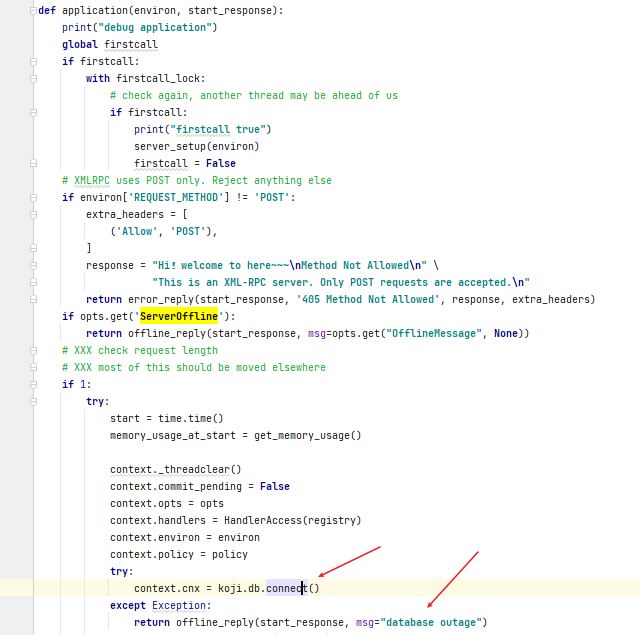 def application(environ, start_response):
    print("debug application")
    global firstcall
    if firstcall:
        with firstcall_lock:
            # check again, another thread may be ahead of us
            if firstcall:
                print("firstcall true")
                server_setup(environ)
                firstcall = False
    # XMLRPC uses POST only. Reject anything else
    if environ['REQUEST_METHOD'] != 'POST':
        extra_headers = [
            ('Allow', 'POST'),
        ]
        response = "Hi! welcome to here~~~\nMethod Not Allowed\n" \
                   "This is an XML-RPC server. Only POST requests are accepted.\n"
        return error_reply(start_response, '405 Method Not Allowed', response, extra_headers)
    if opts.get('ServerOffline'):
        return offline_reply(start_response, msg=opts.get("OfflineMessage", None))
    # XXX check request length
    # XXX most of this should be moved elsewhere
    if 1:
        try:
            start = time.time()
            memory_usage_at_start = get_memory_usage()
            context._threadclear()
            context.commit_pending = False
            context.opts = opts
            context.handlers = HandlerAccess(registry)
            context.environ = environ
            context.policy = policy
            try:
                context.cnx = koji.db.connect()
            except Exception:
                return offline_reply(start_response, msg="database outage")